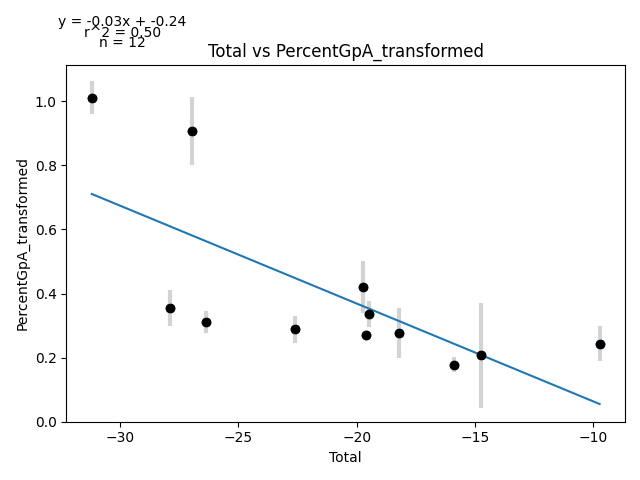 y = -0.03x + -0.24
r^2 = 0.50
n = 12
Total vs PercentGpA_transformed
PercentGpA_transformed
1.0
0.8
0.6
0.4
0.2
0.0
−30
−25
−20
−15
−10
Total